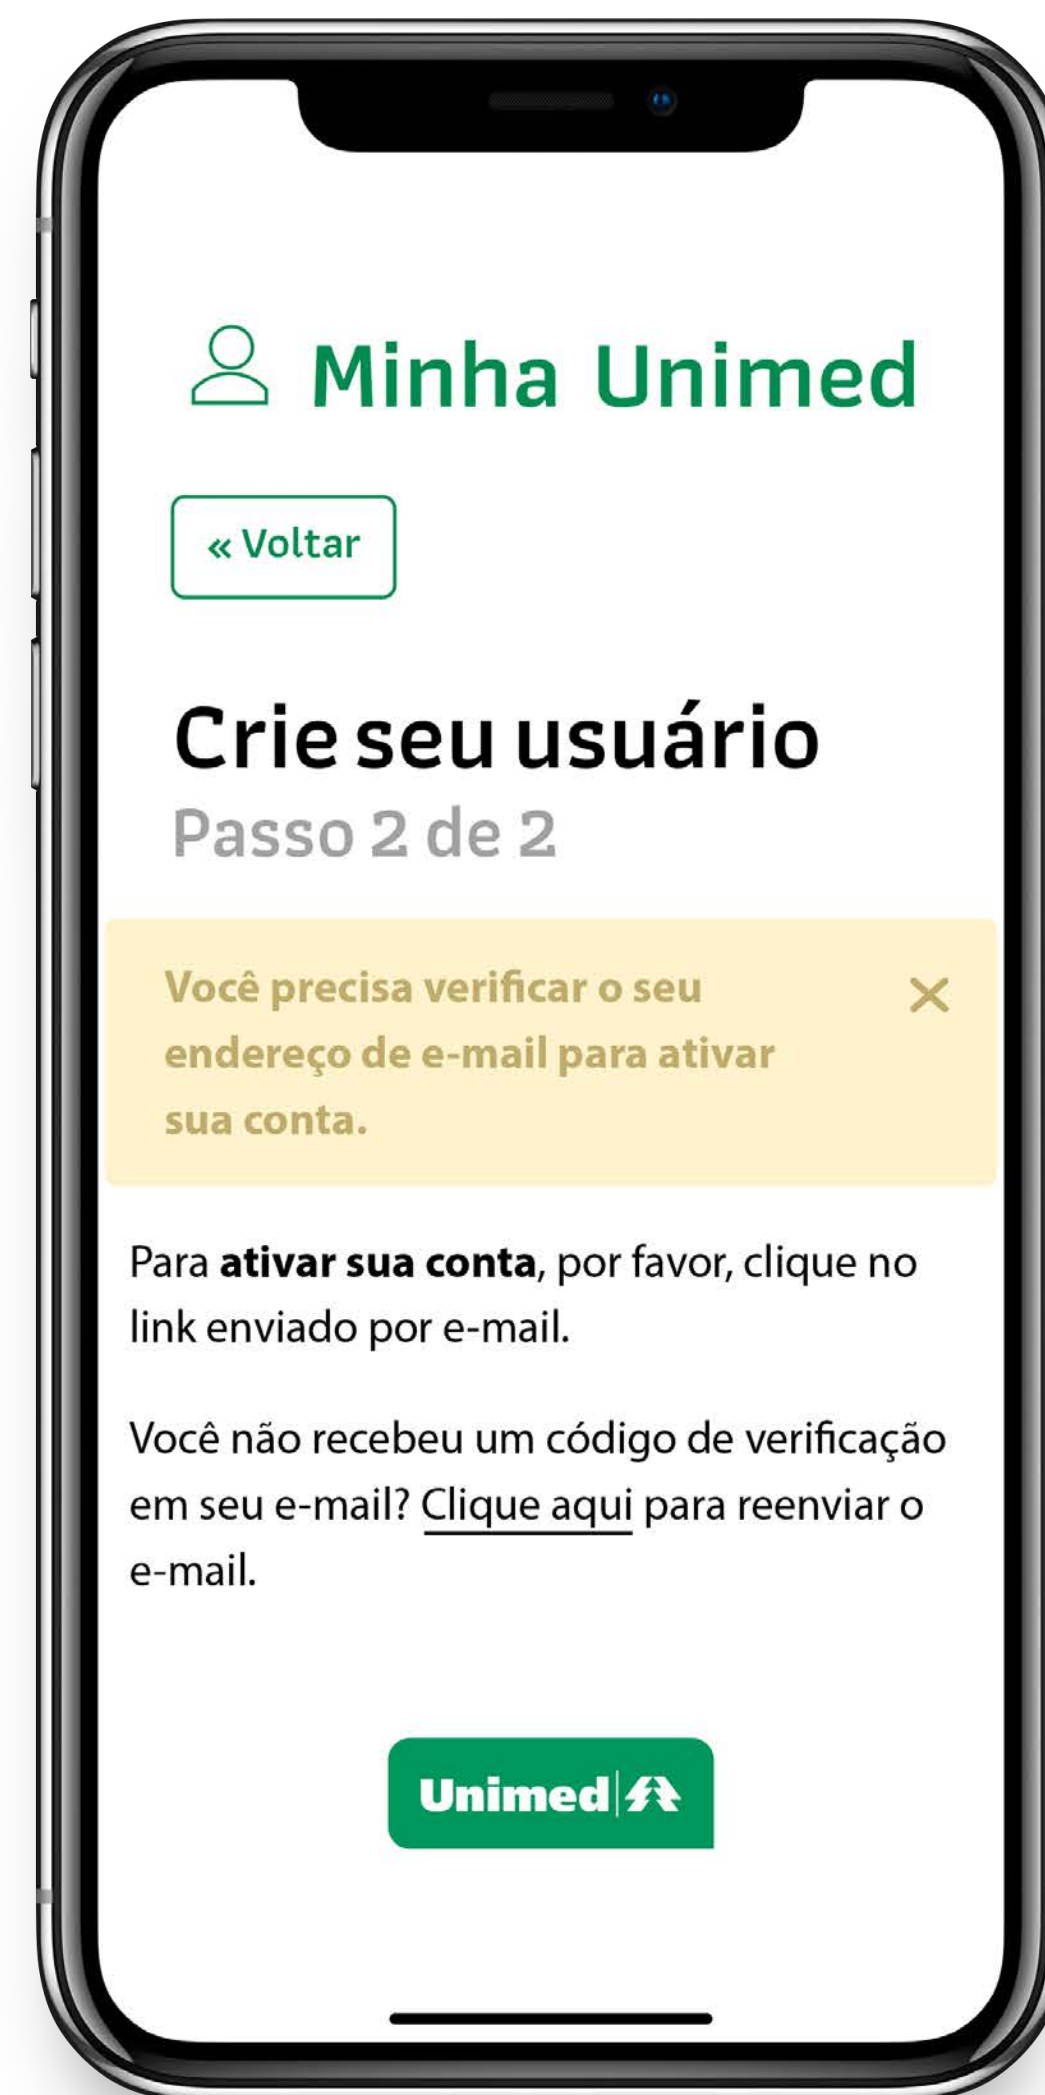 Minha Unimed
« Voltar
Crie seu usuário
Passo 2 de 2
Você precisa verificar o seu
endereço de e-mail para ativar
sua conta.
Para ativar sua conta, por favor, clique no
link enviado por e-mail.
Você não recebeu um código de verificação
em seu e-mail? Clique aqui para reenviar o
e-mail.
Unimed